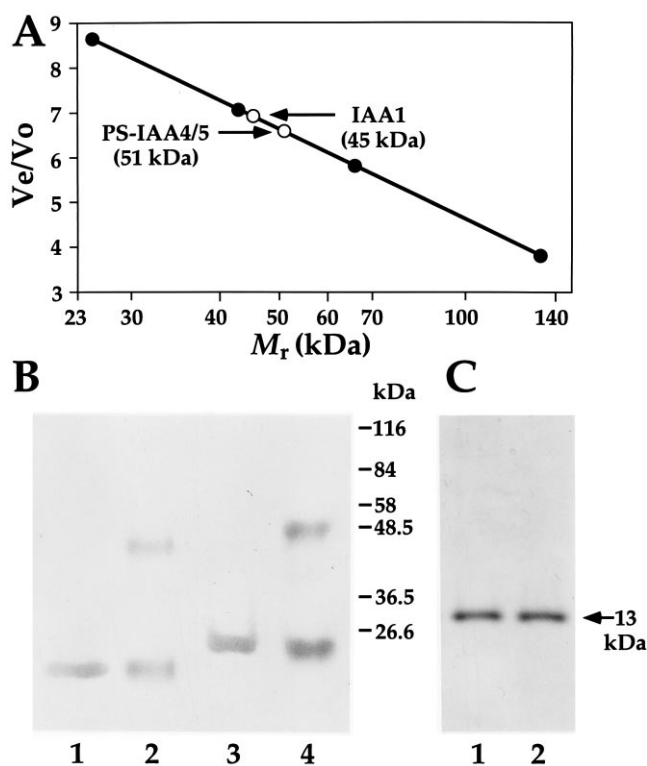 A
9
8
7
6
5
4
3
Ve/Vo
IAA1
(45 kDa)
PS-IAA4/5
(51 kDa)
23 30 40 50 60 70 100 140
Mr (kDa)
B
kDa
C
116
84
58
48.5
36.5
26.6
13
kDa
1 2 3 4
1 2